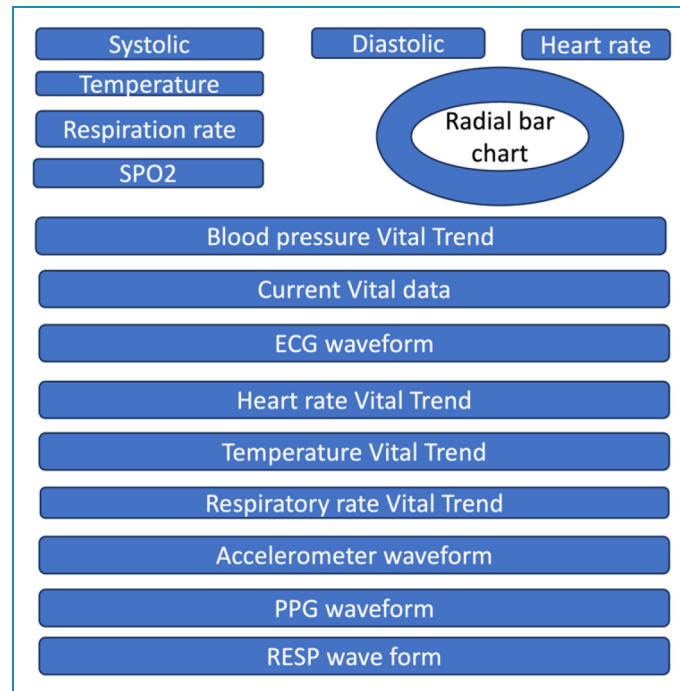 Systolic
Diastolic
Heart rate
Temperature
Respiration rate
SPO2
Radial bar
chart
Blood pressure Vital Trend
Current Vital data
ECG waveform
Heart rate Vital Trend
Temperature Vital Trend
Respiratory rate Vital Trend
Accelerometer waveform
PPG waveform
RESP wave form